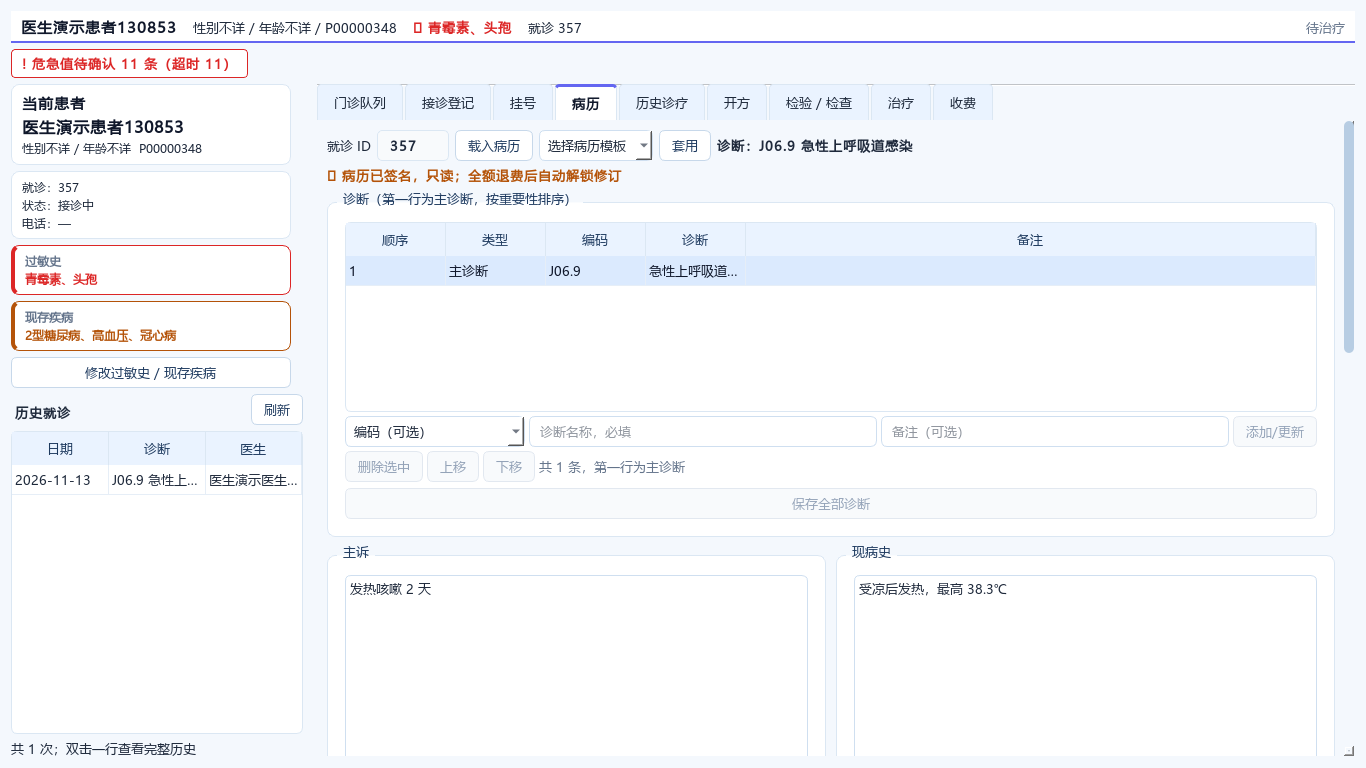 医生演示患者130853 性别不详 / 年龄不详 / P00000348 青霉素、头孢 就诊 357 待治疗
! 危急值待确认 11 条（超时 11）
当前患者
医生演示患者130853
性别不详 / 年龄不详 P00000348
就诊：357
状态：接诊中
电话：—
过敏史
青霉素、头孢
现存疾病
2型糖尿病、高血压、冠心病
修改过敏史 / 现存疾病
历史就诊 刷新
日期 诊断 医生
2026-11-13 J06.9 急性上... 医生演示医生...
共 1 次；双击一行查看完整历史
门诊队列 接诊登记 挂号 病历 历史诊疗 开方 检验 / 检查 治疗 收费
就诊 ID 357 载入病历 选择病历模板 套用 诊断：J06.9 急性上呼吸道感染
病历已签名，只读；全额退费后自动解锁修订
诊断（第一行为主诊断，按重要性排序）
顺序 类型 编码 诊断 备注
1 主诊断 J06.9 急性上呼吸道...
编码（可选） 诊断名称，必填 备注（可选） 添加/更新
删除选中 上移 下移 共 1 条，第一行为主诊断
保存全部诊断
主诉 现病史
发热咳嗽 2 天 受凉后发热，最高 38.3℃